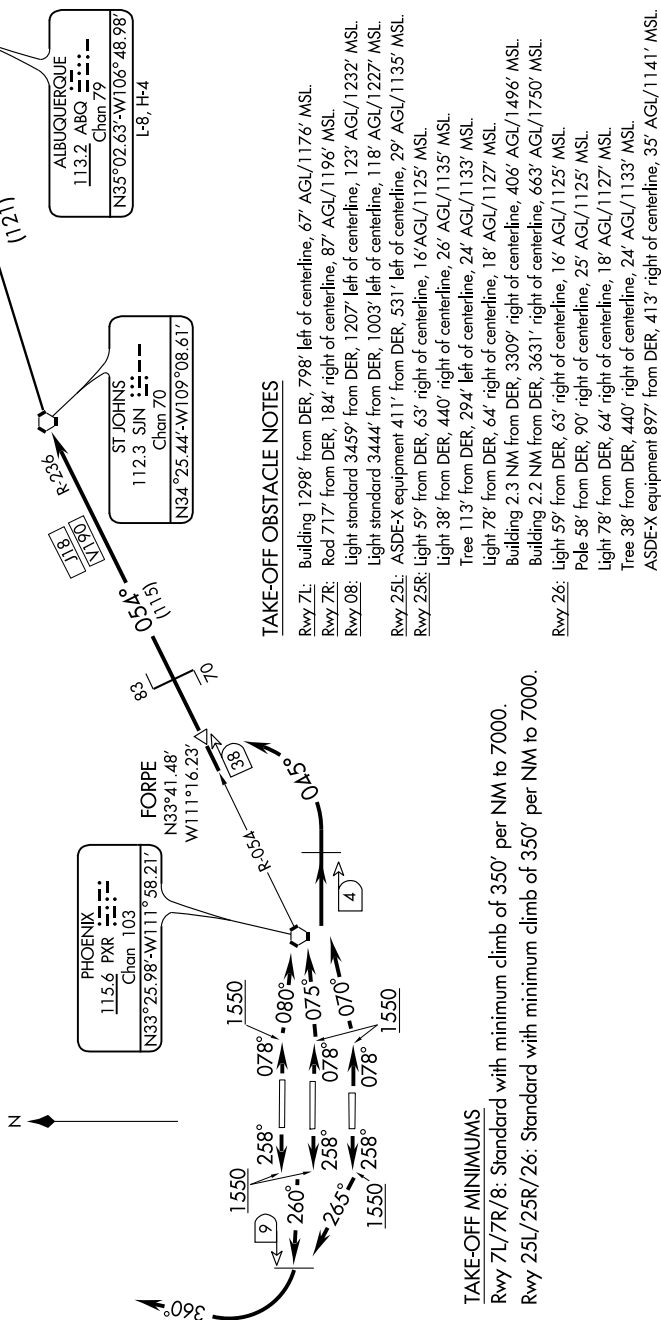 ALBUQUERQUE
113.2 ABQ
Chan 79
N35°02.63'-W106°48.98'
L-8, H-4
(121)
ST JOHNS
112.3 SJN
Chan 70
N34°25.44'-W109°08.61'
R-236
J18
V190
054°
(115)
83
70
FORPE
N33°41.48'
W111°16.23'
38
R-054
045°
4
PHOENIX
115.6 PXR
Chan 103
N33°25.98'-W111°58.21'
N
1550
080°
075°
070°
1550
078°
078°
078°
258°
258°
258°
1550
1550
260°
265°
9
360°
TAKE-OFF MINIMUMS
Rwy 7L/7R/8: Standard with minimum climb of 350' per NM to 7000.
Rwy 25L/25R/26: Standard with minimum climb of 350' per NM to 7000.
TAKE-OFF OBSTACLE NOTES
Rwy 7L: Building 1298' from DER, 798' left of centerline, 67' AGL/1176' MSL.
Rwy 7R: Rod 717' from DER, 184' right of centerline, 87' AGL/1196' MSL.
Rwy 08: Light standard 3459' from DER, 1207' left of centerline, 123' AGL/1232' MSL.
Light standard 3444' from DER, 1003' left of centerline, 118' AGL/1227' MSL.
Rwy 25L: ASDE-X equipment 411' from DER, 531' left of centerline, 29' AGL/1135' MSL.
Rwy 25R: Light 59' from DER, 63' right of centerline, 16'AGL/1125' MSL.
Light 38' from DER, 440' right of centerline, 26' AGL/1135' MSL.
Tree 113' from DER, 294' left of centerline, 24' AGL/1133' MSL.
Light 78' from DER, 64' right of centerline, 18' AGL/1127' MSL.
Building 2.3 NM from DER, 3309' right of centerline, 406' AGL/1496' MSL.
Building 2.2 NM from DER, 3631' right of centerline, 663' AGL/1750' MSL.
Rwy 26: Light 59' from DER, 63' right of centerline, 16' AGL/1125' MSL.
Pole 58' from DER, 90' right of centerline, 25' AGL/1125' MSL.
Light 78' from DER, 64' right of centerline, 18' AGL/1127' MSL.
Tree 38' from DER, 440' right of centerline, 24' AGL/1133' MSL.
ASDE-X equipment 897' from DER, 413' right of centerline, 35' AGL/1141' MSL.